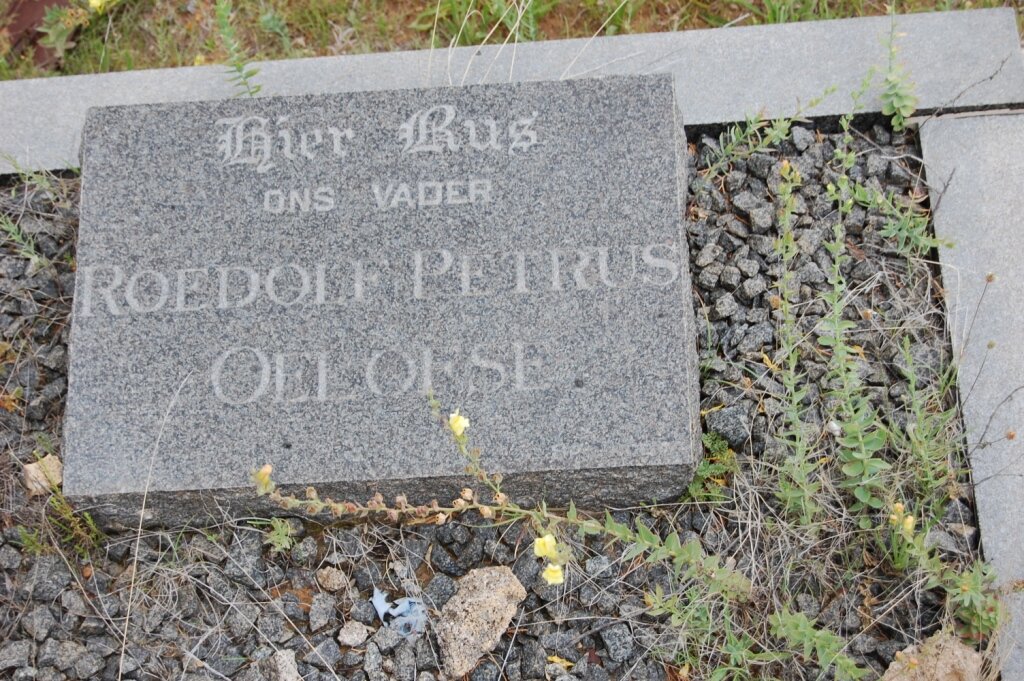 Hier Rus
ONS VADER
ROEDOLF PETRUS
OELOFSE